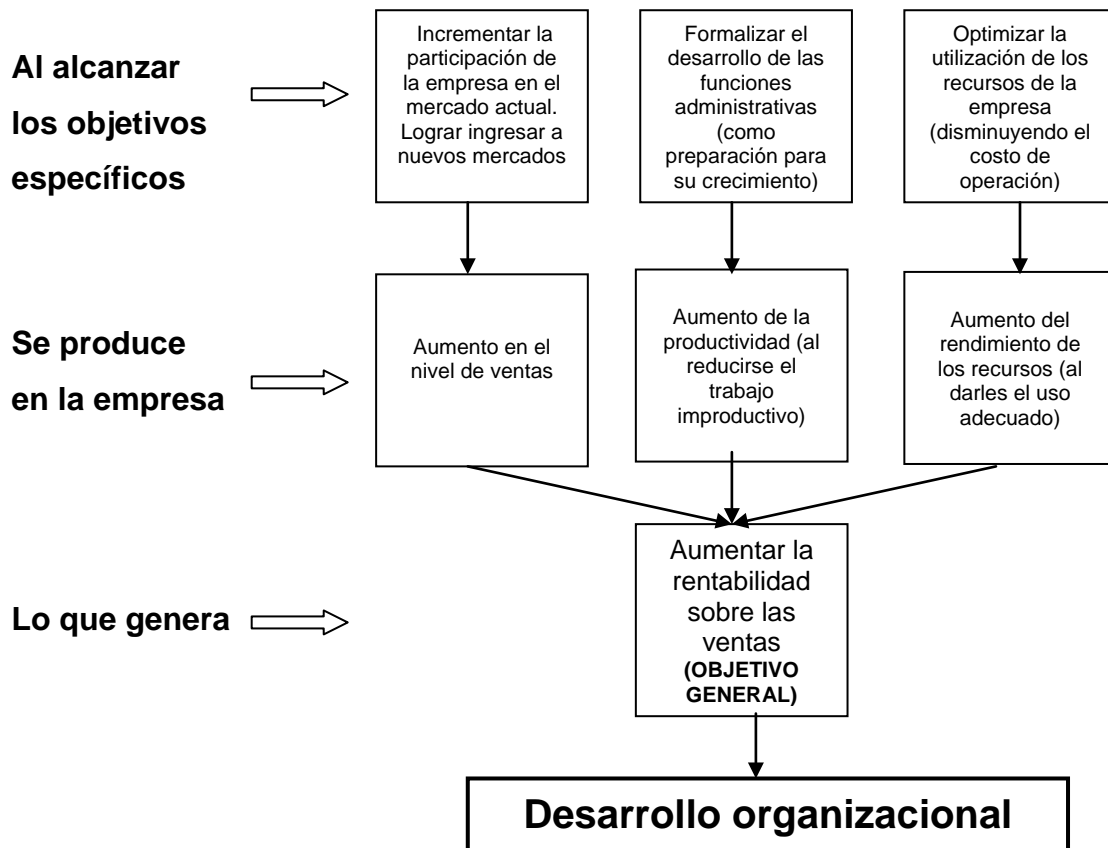 Al alcanzar
los objetivos
específicos
Incrementar la
participación de
la empresa en el
mercado actual.
Lograr ingresar a
nuevos mercados
Formalizar el
desarrollo de las
funciones
administrativas
(como
preparación para
su crecimiento)
Optimizar la
utilización de los
recursos de la
empresa
(disminuyendo el
costo de
operación)
Se produce
en la empresa
Aumento en el
nivel de ventas
Aumento de la
productividad (al
reducirse el
trabajo
improductivo)
Aumento del
rendimiento de
los recursos (al
darles el uso
adecuado)
Lo que genera
Aumentar la
rentabilidad
sobre las
ventas
(OBJETIVO
GENERAL)
Desarrollo organizacional